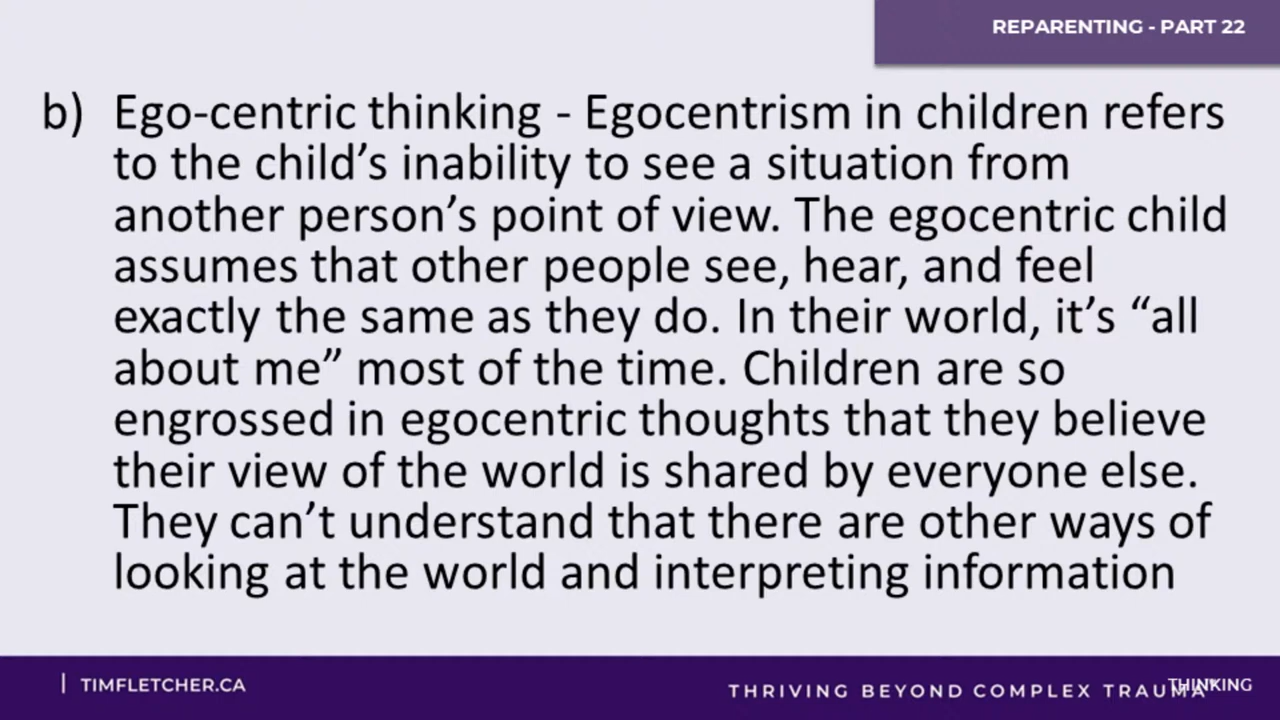 REPARENTING - PART 22
b) Ego-centric thinking - Egocentrism in children refers
to the child’s inability to see a situation from
another person’s point of view. The egocentric child
assumes that other people see, hear, and feel
exactly the same as they do. In their world, it’s “all
about me” most of the time. Children are so
engrossed in egocentric thoughts that they believe
their view of the world is shared by everyone else.
They can’t understand that there are other ways of
looking at the world and interpreting information
| TIMFLETCHER.CA
THRIVING BEYOND COMPLEX TRAUMA
THINKING